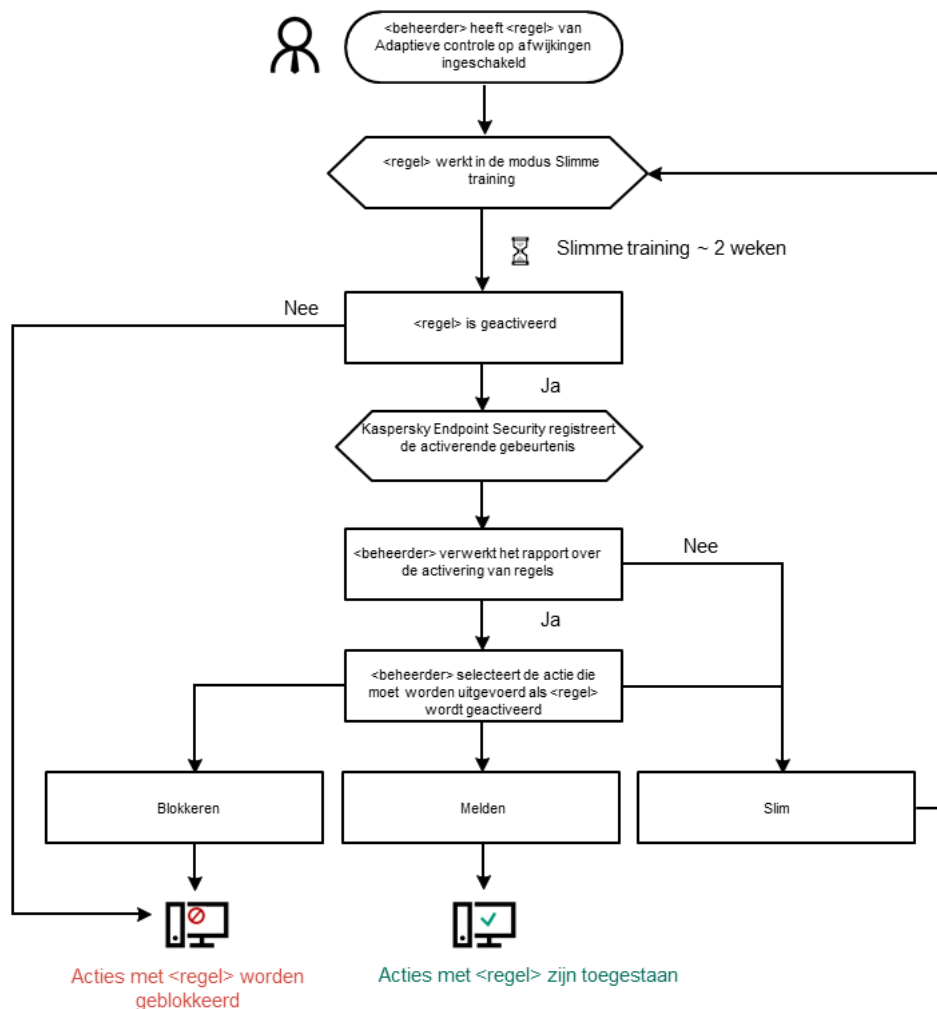 <beheerder> heeft <regel> van
Adaptieve controle op afwijkingen
ingeschakeld
<regel> werkt in de modus Slimme
training
Slimme training ~ 2 weken
Nee
<regel> is geactiveerd
Ja
Kaspersky Endpoint Security registreert
de activerende gebeurtenis
<beheerder> verwerkt het rapport over
de activering van regels
Nee
Ja
<beheerder> selecteert de actie die
moet worden uitgevoerd als <regel>
wordt geactiveerd
Blokkeren
Melden
Slim
Acties met <regel> worden
geblokkeerd
Acties met <regel> zijn toegestaan